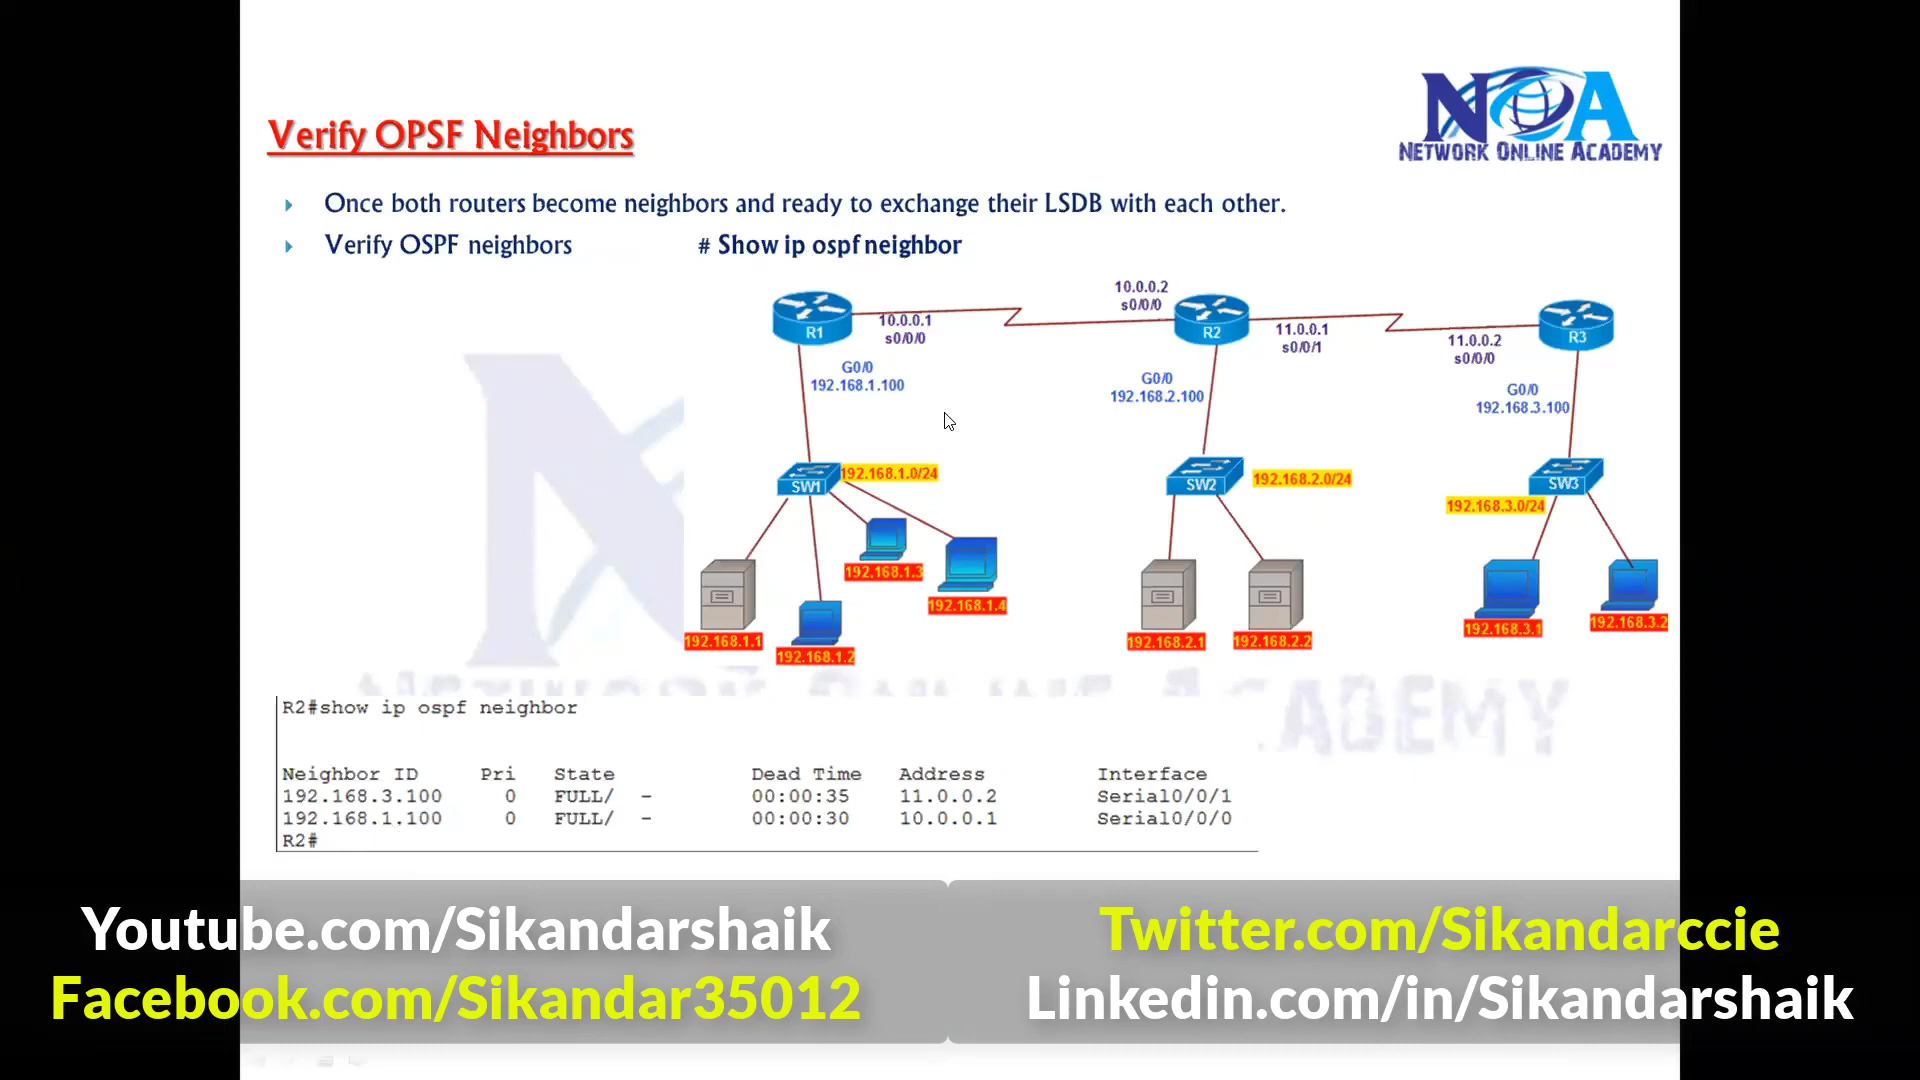 NOA
NETWORK ONLINE ACADEMY
Verify OPSF Neighbors
Once both routers become neighbors and ready to exchange their LSDB with each other.
Verify OSPF neighbors # Show ip ospf neighbor
10.0.0.2
s0/0/0
R1
10.0.0.1
s0/0/0
R2
11.0.0.1
s0/0/1
11.0.0.2
s0/0/0
R3
G0/0
192.168.1.100
G0/0
192.168.2.100
G0/0
192.168.3.100
SW1
192.168.1.0/24
SW2
192.168.2.0/24
SW3
192.168.3.0/24
192.168.1.3
192.168.1.4
192.168.1.1
192.168.1.2
192.168.2.1
192.168.2.2
192.168.3.1
192.168.3.2
NETWORK ONLINE ACADEMY
R2#show ip ospf neighbor
Neighbor ID Pri State Dead Time Address Interface
192.168.3.100 0 FULL/ - 00:00:35 11.0.0.2 Serial0/0/1
192.168.1.100 0 FULL/ - 00:00:30 10.0.0.1 Serial0/0/0
R2#
Youtube.com/Sikandarshaik
Facebook.com/Sikandar35012
Twitter.com/Sikandarccie
Linkedin.com/in/Sikandarshaik